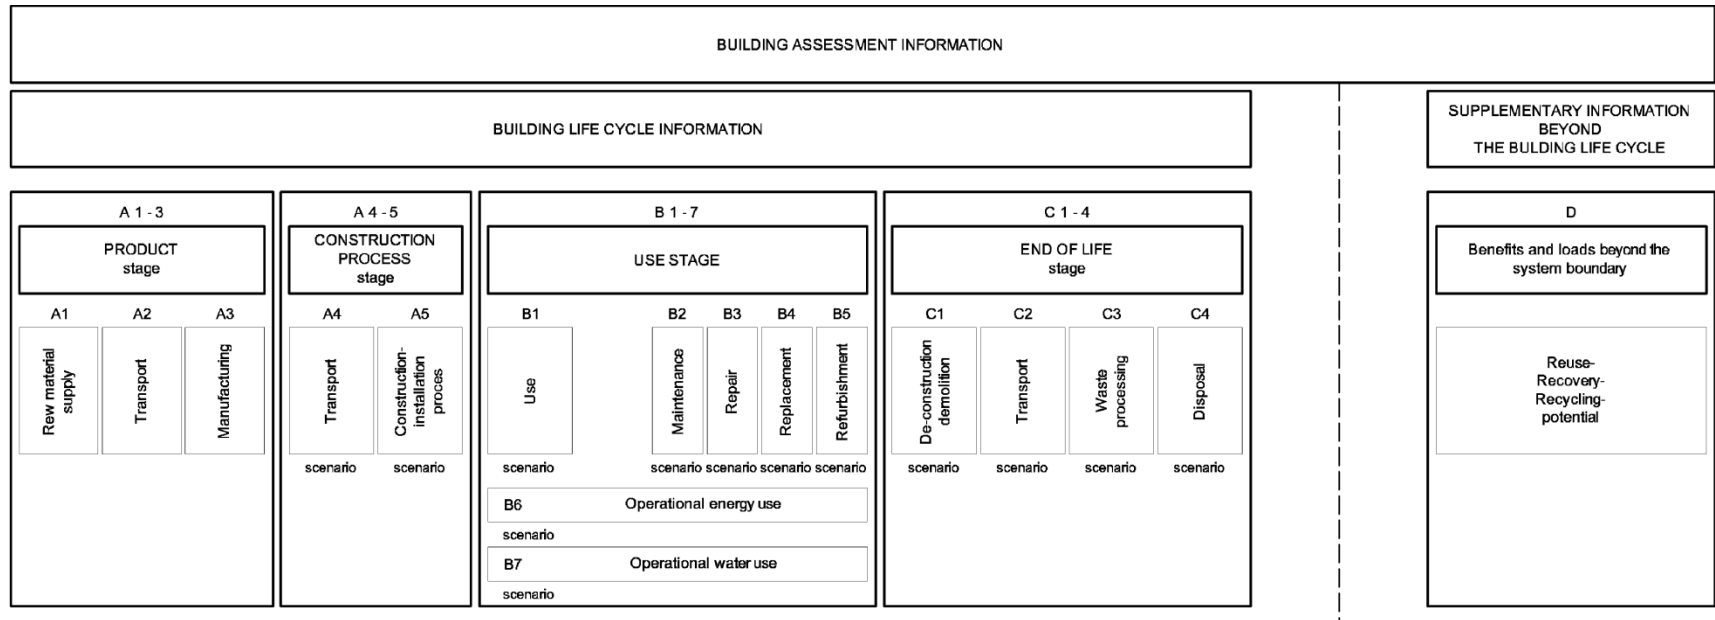 BUILDING ASSESSMENT INFORMATION
BUILDING LIFE CYCLE INFORMATION
SUPPLEMENTARY INFORMATION
BEYOND
THE BULDING LIFE CYCLE
A 1 - 3
PRODUCT
stage
A1
A2
A3
Rew material
supply
Transport
Manufacturing
A 4 - 5
CONSTRUCTION
PROCESS
stage
A4
A5
Transport
Construction-
installation
proces
scenario
scenario
B 1 - 7
USE STAGE
B1
B2
B3
B4
B5
Use
Maintenance
Repair
Replacement
Refurbishment
scenario
scenario
scenario
scenario
scenario
B6 Operational energy use
scenario
B7 Operational water use
scenario
C 1 - 4
END OF LIFE
stage
C1
C2
C3
C4
De-construction
demolition
Transport
Waste
processing
Disposal
scenario
scenario
scenario
scenario
D
Benefits and loads beyond the
system boundary
Reuse-
Recovery-
Recycling-
potential